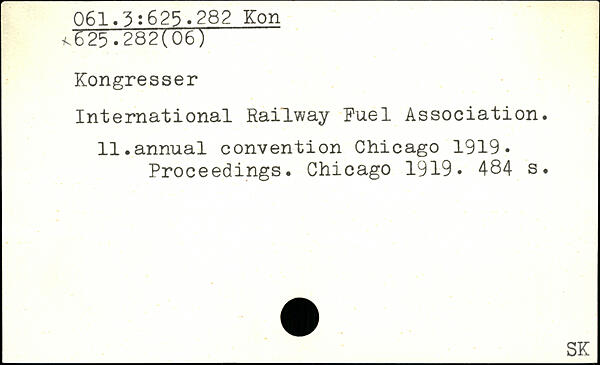 061.3:625.282 Kon
x625.282(06)
Kongresser
International Railway Fuel Association.
11.annual convention Chicago 1919.
Proceedings. Chicago 1919. 484 s.
SK